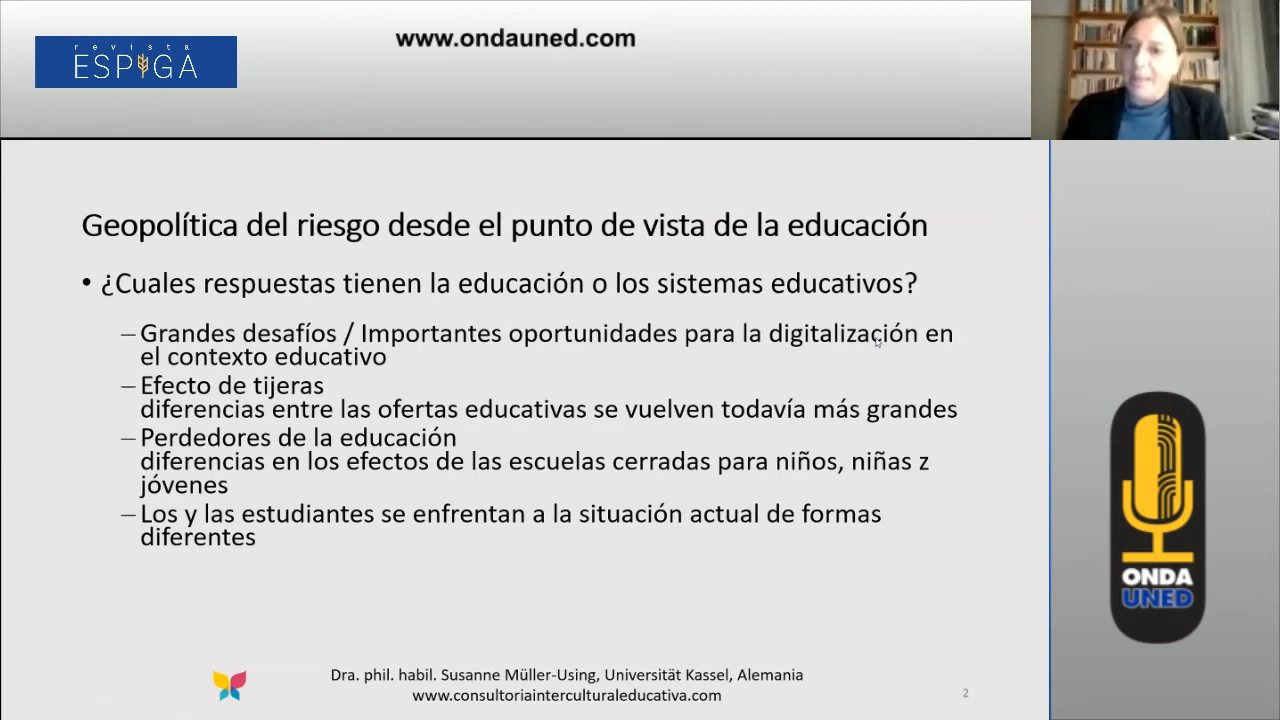 revista
ESPIGA
www.ondauned.com
Geopolítica del riesgo desde el punto de vista de la educación
• ¿Cuales respuestas tienen la educación o los sistemas educativos?
– Grandes desafíos / Importantes oportunidades para la digitalización en
el contexto educativo
– Efecto de tijeras
diferencias entre las ofertas educativas se vuelven todavía más grandes
– Perdedores de la educación
diferencias en los efectos de las escuelas cerradas para niños, niñas z
jóvenes
– Los y las estudiantes se enfrentan a la situación actual de formas
diferentes
ONDA
UNED
Dra. phil. habil. Susanne Müller-Using, Universität Kassel, Alemania
www.consultoriainterculturaleducativa.com
2